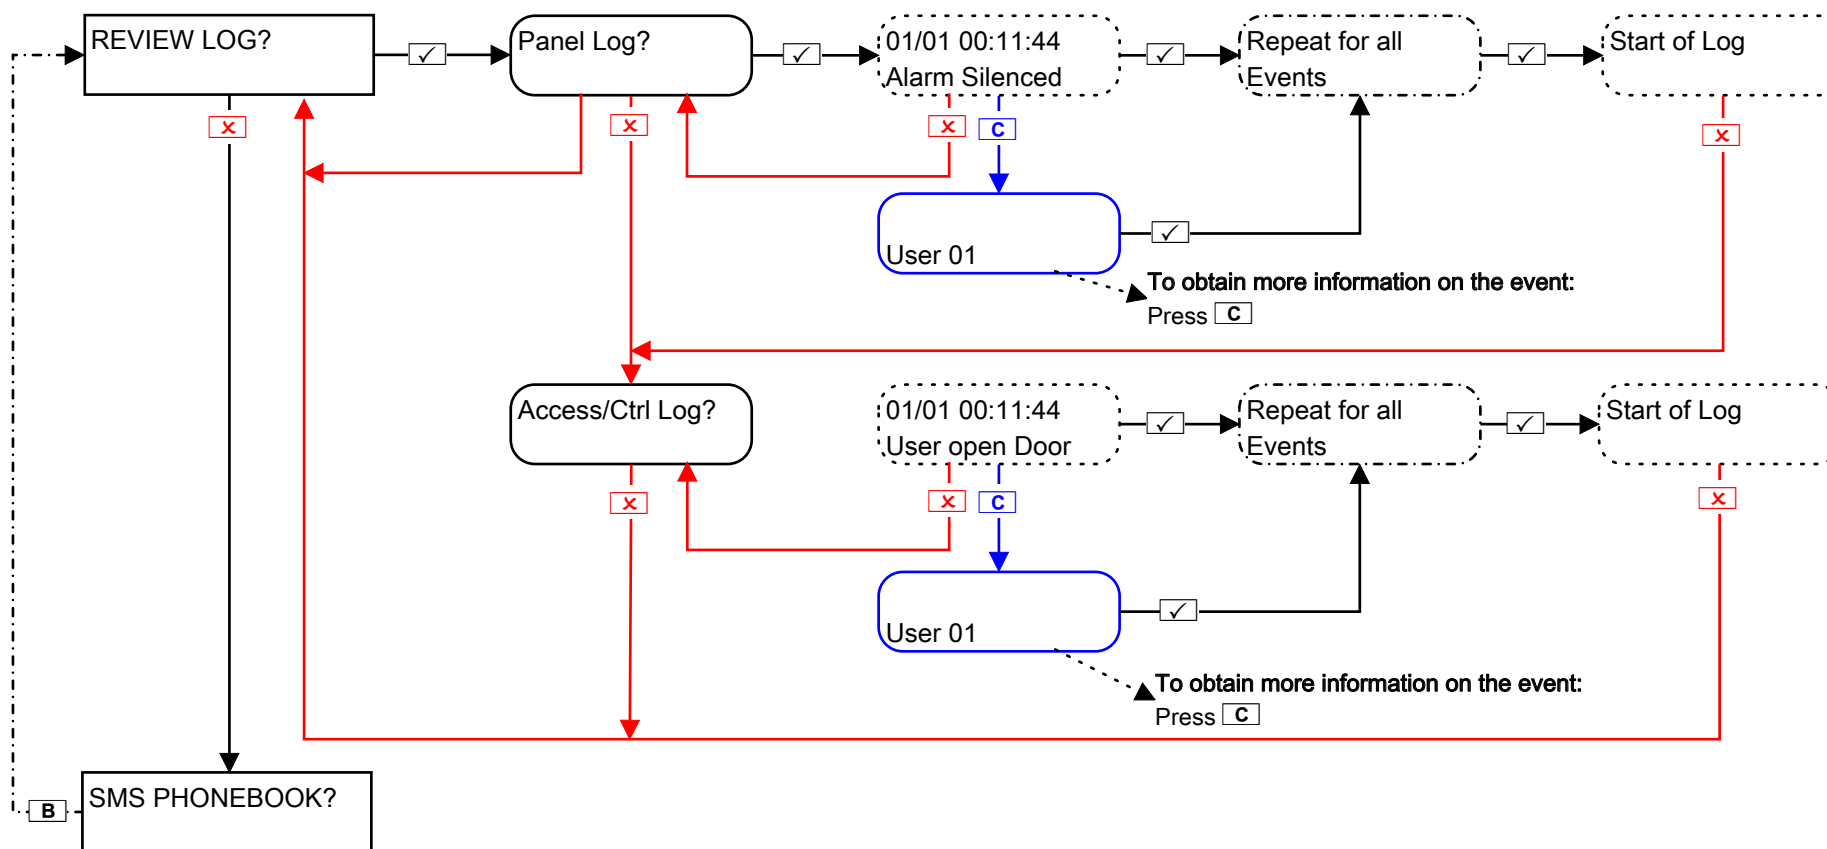 REVIEW LOG?
✓
Panel Log?
✓
01/01 00:11:44
Alarm Silenced
✓
Repeat for all
Events
✓
Start of Log
x
x
x
C
x
User 01
✓
To obtain more information on the event:
Press C
Access/Ctrl Log?
01/01 00:11:44
User open Door
✓
Repeat for all
Events
✓
Start of Log
x
x
C
x
User 01
✓
To obtain more information on the event:
Press C
SMS PHONEBOOK?
B